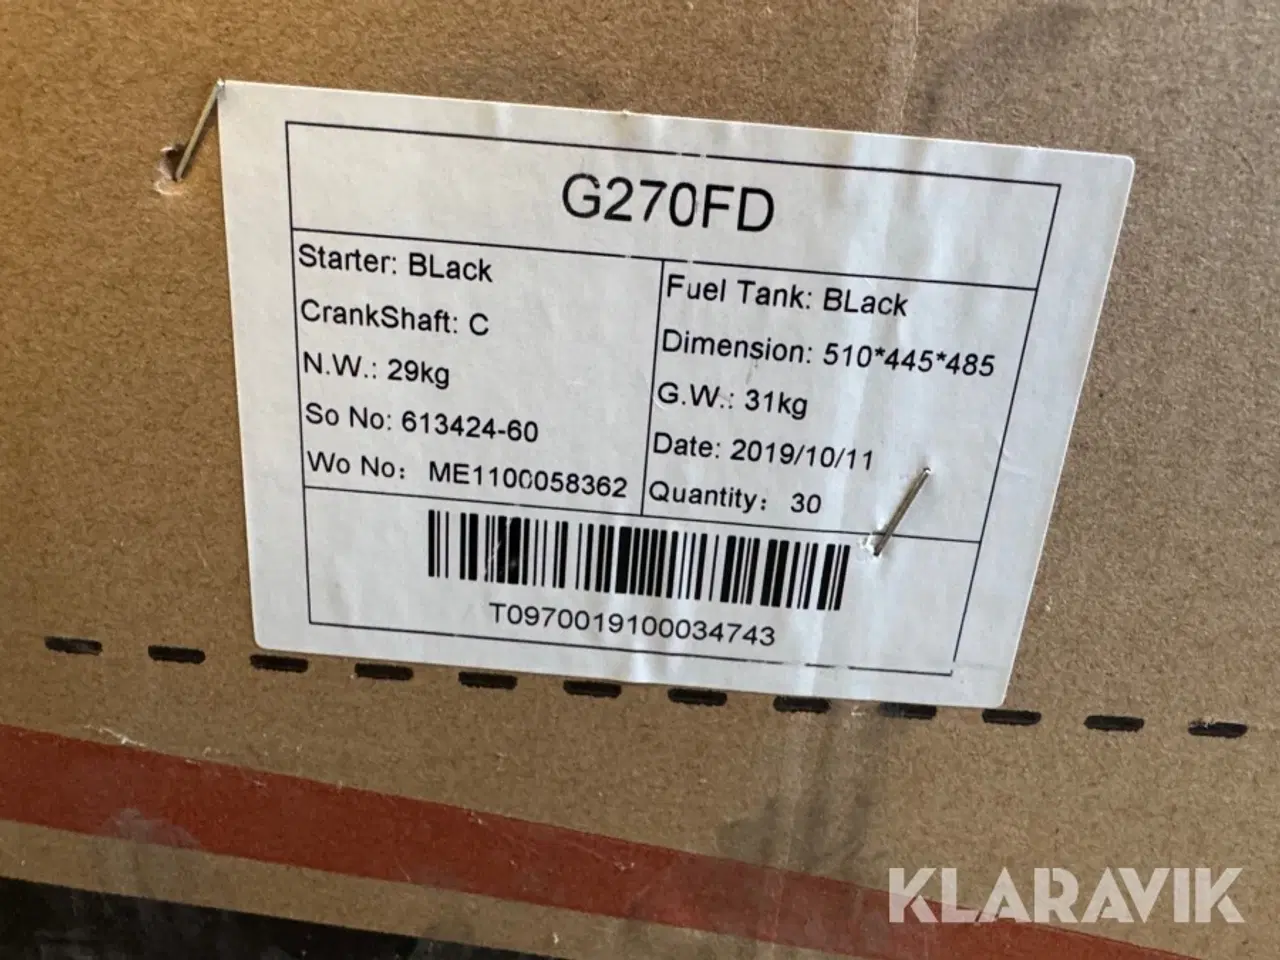 G270FD
Starter: BLack
CrankShaft: C
N.W.: 29kg
So No: 613424-60
Wo No: ME1100058362
Fuel Tank: BLack
Dimension: 510*445*485
G.W.: 31kg
Date: 2019/10/11
Quantity: 30
T0970019100034743
KLARAVIK